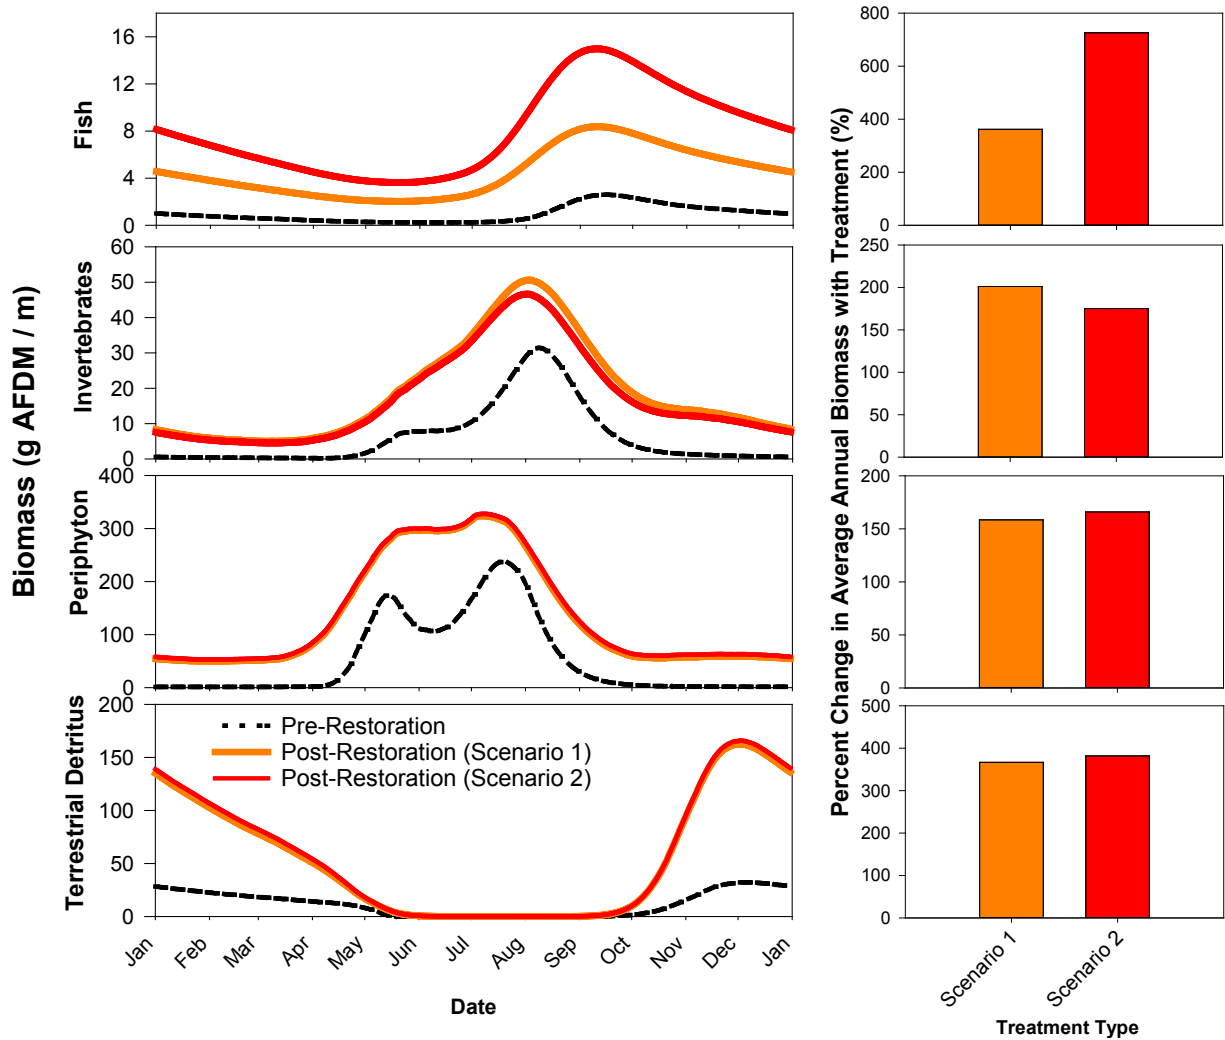 Biomass (g AFDM / m)
Fish
16
12
8
4
0
Invertebrates
60
50
40
30
20
10
0
Periphyton
400
300
200
100
0
Terrestrial Detritus
200
150
100
50
0
Pre-Restoration
Post-Restoration (Scenario 1)
Post-Restoration (Scenario 2)
Jan
Feb
Mar
Apr
May
Jun
Jul
Aug
Sep
Oct
Nov
Dec
Jan
Date
Percent Change in Average Annual Biomass with Treatment (%)
800
600
400
200
0
250
200
150
100
50
0
200
150
100
50
0
500
400
300
200
100
0
Scenario 1
Scenario 2
Treatment Type